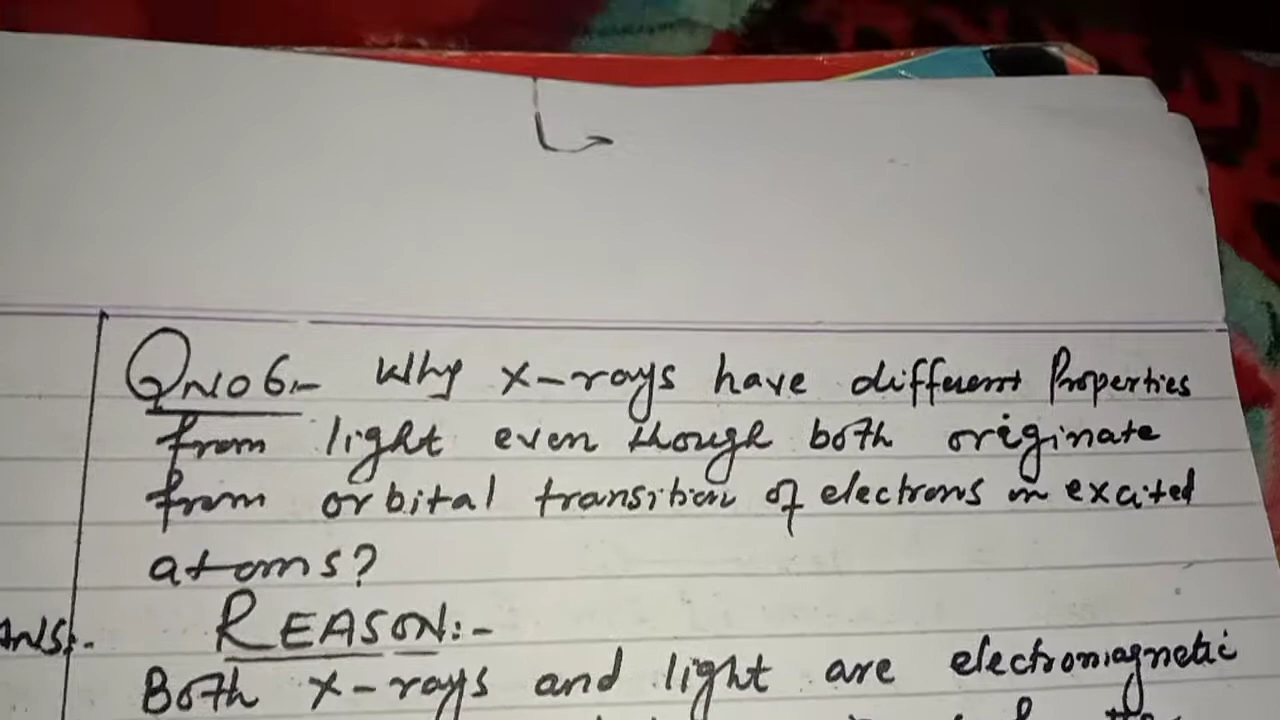 QNo6:- Why x-rays have different Properties
from light even though both originate
from orbital transition of electrons in excited
atoms?
Ans:- REASON:-
Both x-rays and light are electromagnetic